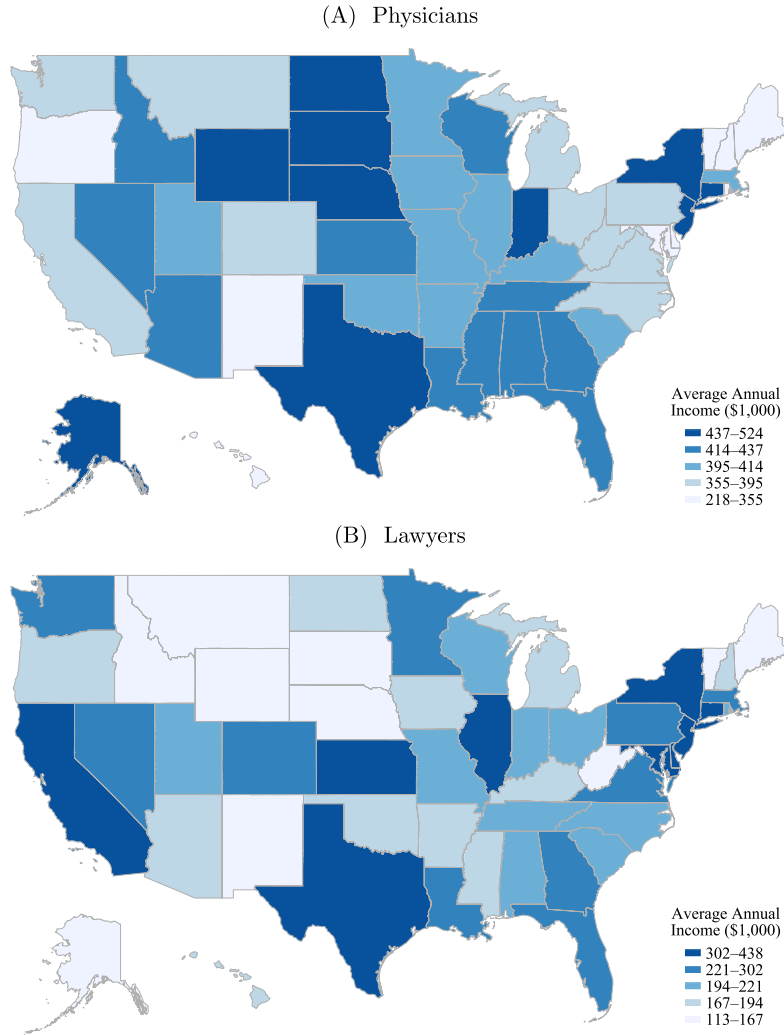 (A) Physicians
Average Annual
Income ($1,000)
437–524
414–437
395–414
355–395
218–355
(B) Lawyers
Average Annual
Income ($1,000)
302–438
221–302
194–221
167–194
113–167